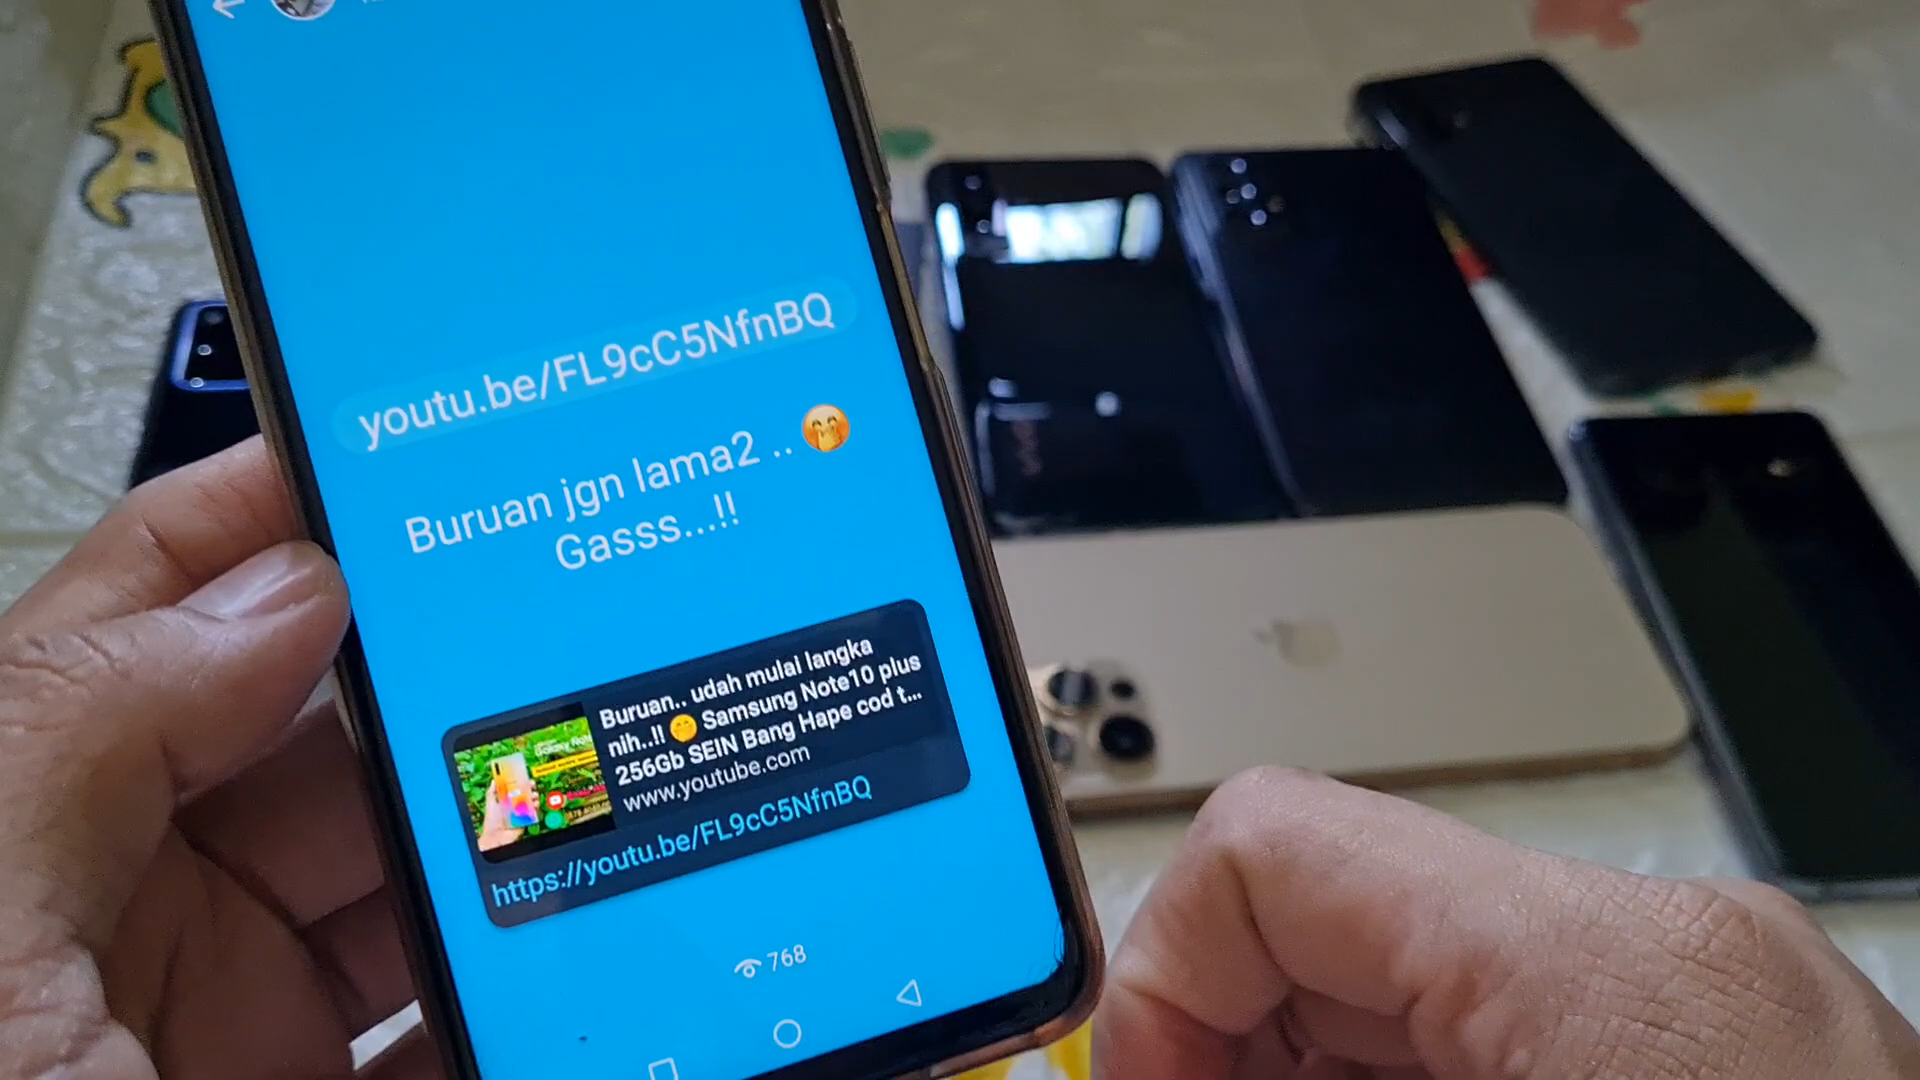 youtu.be/FL9cC5NfnBQ
Buruan jgn lama2 .. 🤭
Gasss...!!
Buruan.. udah mulai langka
nih..!! 🤭 Samsung Note10 plus
256Gb SEIN Bang Hape cod t...
www.youtube.com
https://youtu.be/FL9cC5NfnBQ
768